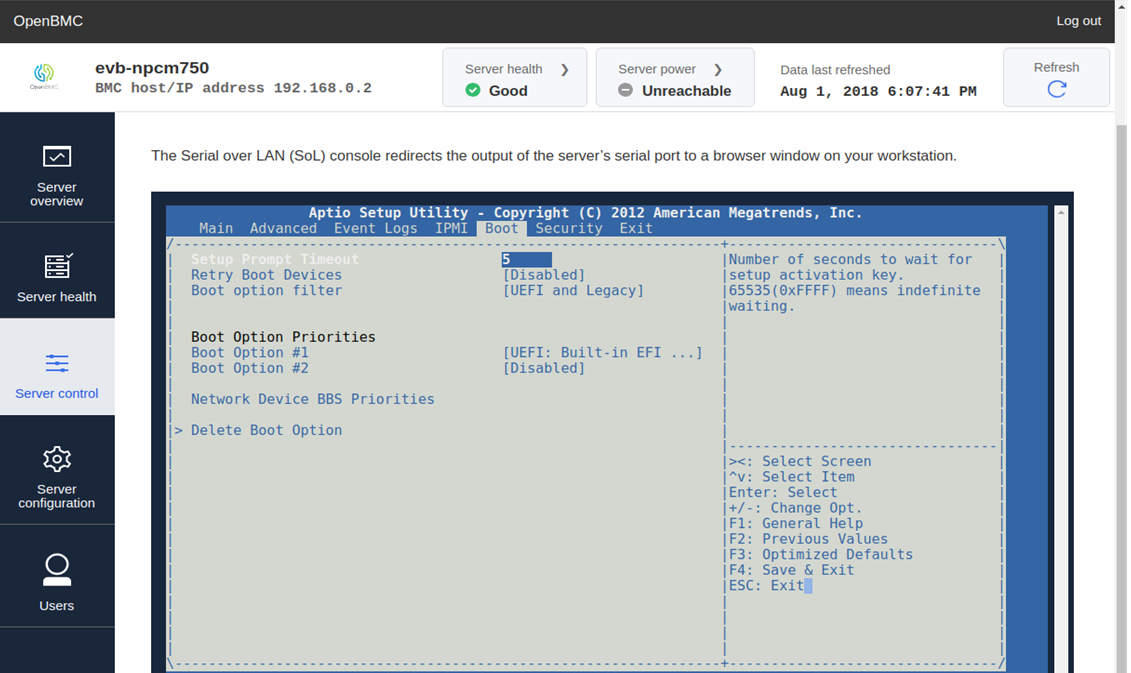 OpenBMC
Log out
OpenBMC
evb-npcm750
BMC host/IP address 192.168.0.2
Server health ❯
Good
Server power ❯
Unreachable
Data last refreshed
Aug 1, 2018 6:07:41 PM
Refresh
Server
overview
Server health
Server control
Server
configuration
Users
The Serial over LAN (SoL) console redirects the output of the server’s serial port to a browser window on your workstation.
Aptio Setup Utility - Copyright (C) 2012 American Megatrends, Inc.
Main Advanced Event Logs IPMI Boot Security Exit
Setup Prompt Timeout 5
Retry Boot Devices [Disabled]
Boot option filter [UEFI and Legacy]
Boot Option Priorities
Boot Option #1 [UEFI: Built-in EFI ...]
Boot Option #2 [Disabled]
Network Device BBS Priorities
> Delete Boot Option
Number of seconds to wait for
setup activation key.
65535(0xFFFF) means indefinite
waiting.
><: Select Screen
^v: Select Item
Enter: Select
+/-: Change Opt.
F1: General Help
F2: Previous Values
F3: Optimized Defaults
F4: Save & Exit
ESC: Exit